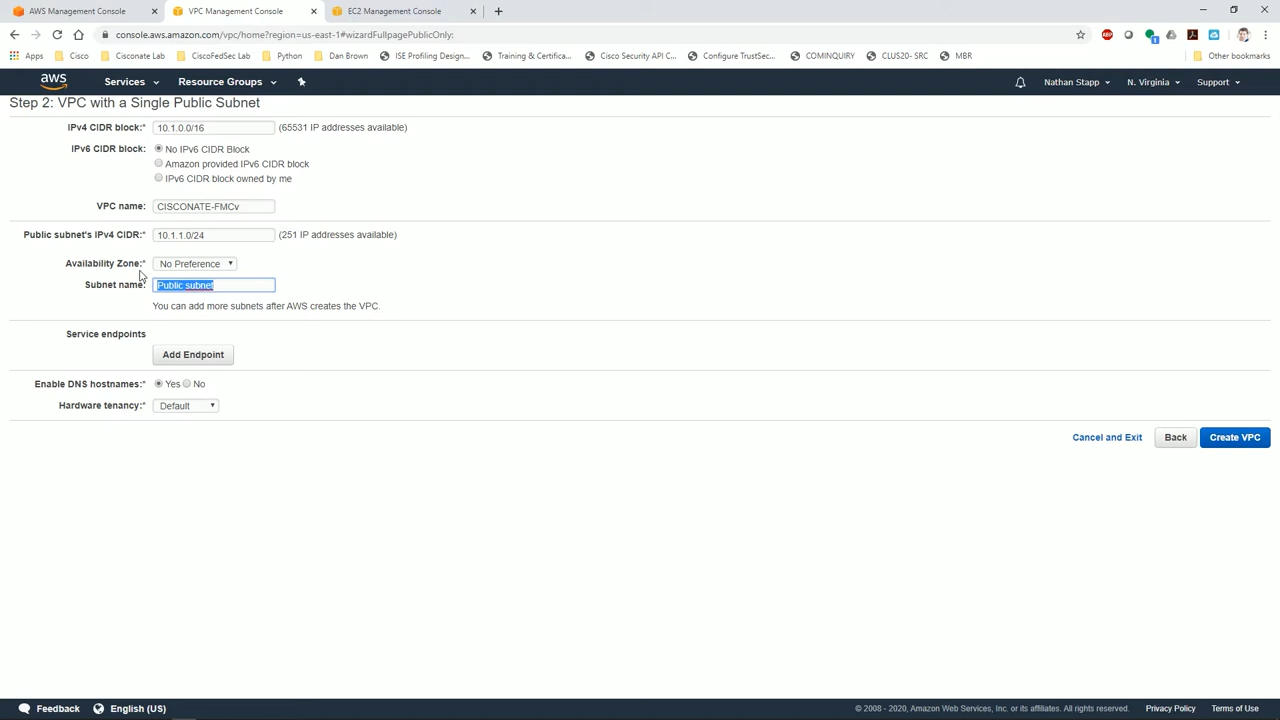 AWS Management Console
VPC Management Console
EC2 Management Console
console.aws.amazon.com/vpc/home?region=us-east-1#wizardFullpagePublicOnly:
Apps Cisco Cisconate Lab CiscoFedSec Lab Python Dan Brown ISE Profiling Design... Training & Certifica... Cisco Security API C... Configure TrustSec... COMINQUIRY CLUS20- SRC MBR Other bookmarks
aws Services Resource Groups Nathan Stapp N. Virginia Support
Step 2: VPC with a Single Public Subnet
IPv4 CIDR block:* 10.1.0.0/16 (65531 IP addresses available)
IPv6 CIDR block: No IPv6 CIDR Block
Amazon provided IPv6 CIDR block
IPv6 CIDR block owned by me
VPC name: CISCONATE-FMCv
Public subnet's IPv4 CIDR:* 10.1.1.0/24 (251 IP addresses available)
Availability Zone:* No Preference
Subnet name: Public subnet
You can add more subnets after AWS creates the VPC.
Service endpoints
Add Endpoint
Enable DNS hostnames:* Yes No
Hardware tenancy:* Default
Cancel and Exit Back Create VPC
Feedback English (US) © 2008 - 2020, Amazon Web Services, Inc. or its affiliates. All rights reserved. Privacy Policy Terms of Use